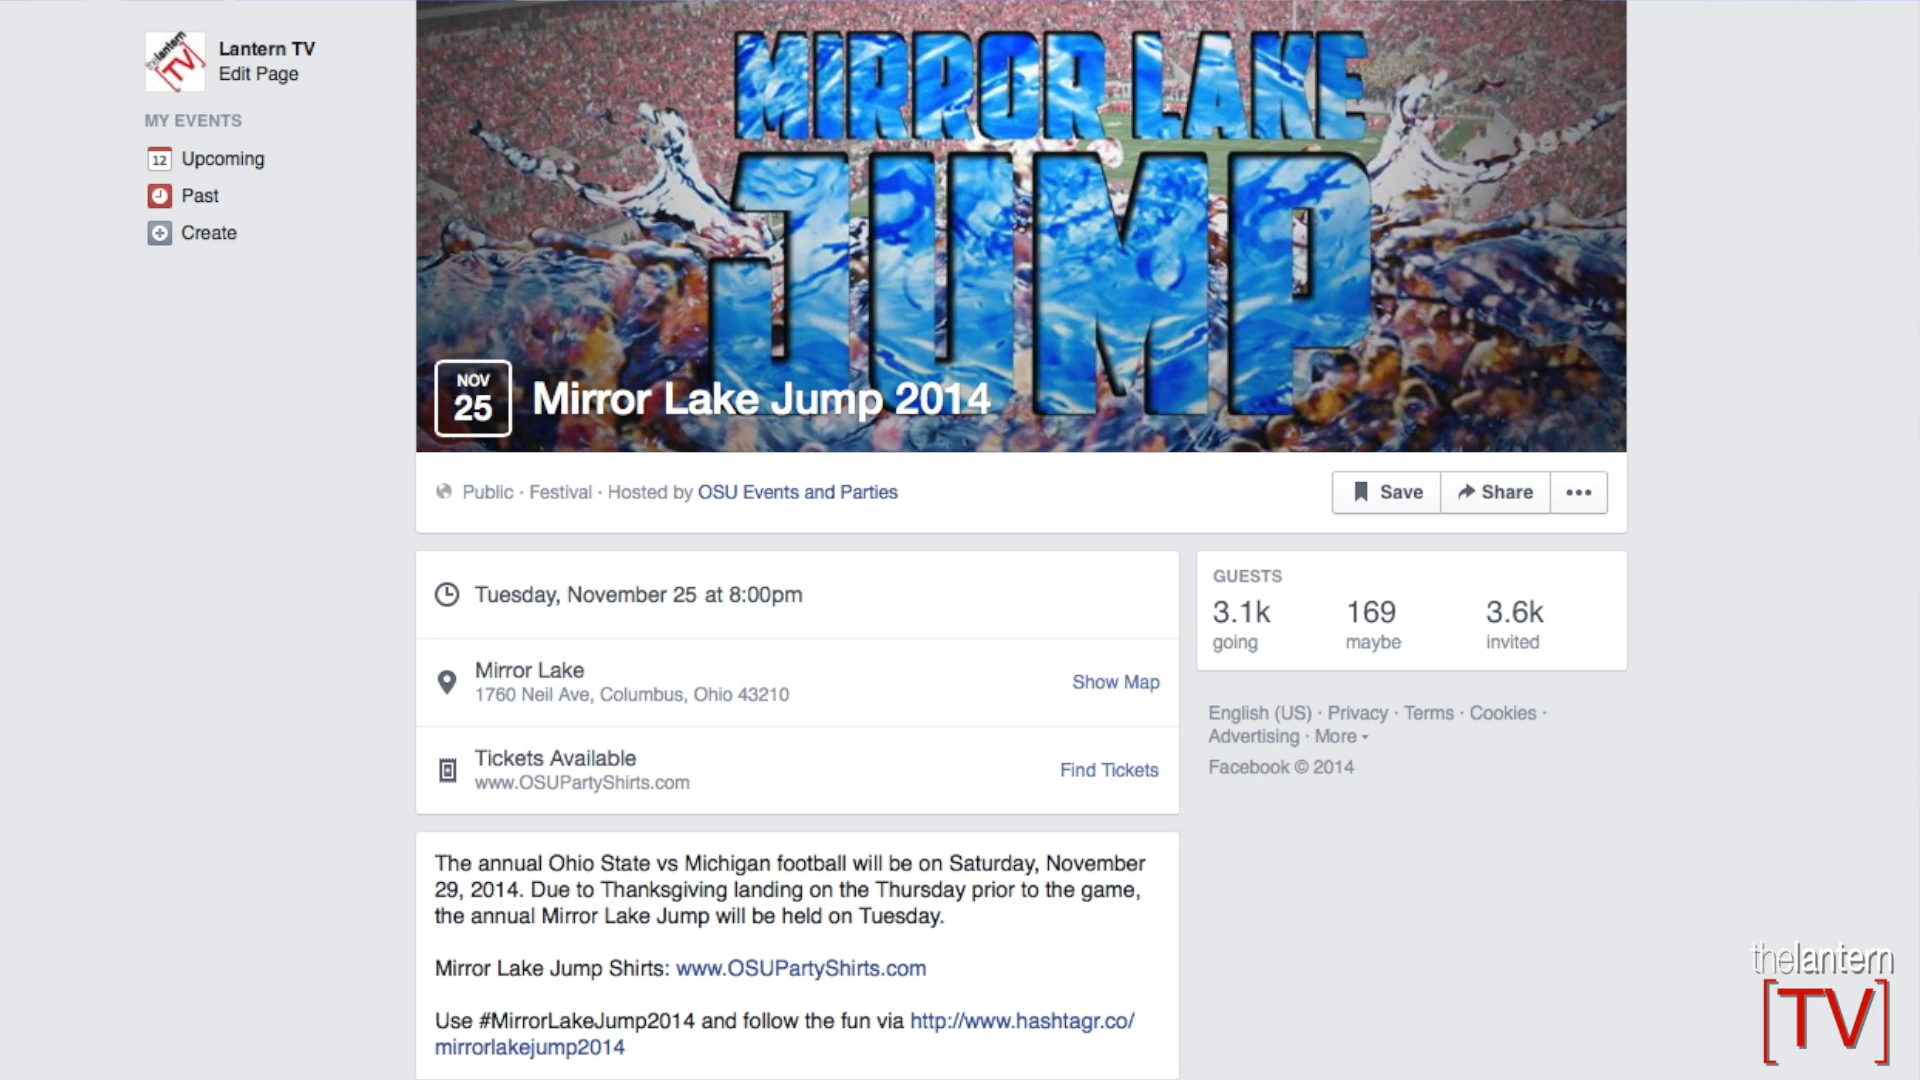 thelantern
[TV]
Lantern TV
Edit Page
MY EVENTS
12
Upcoming
Past
Create
MIRROR LAKE
JUMP
NOV
25
Mirror Lake Jump 2014
Public · Festival · Hosted by OSU Events and Parties
Save
Share
Tuesday, November 25 at 8:00pm
Mirror Lake
1760 Neil Ave, Columbus, Ohio 43210
Show Map
Tickets Available
www.OSUPartyShirts.com
Find Tickets
GUESTS
3.1k 169 3.6k
going maybe invited
English (US) · Privacy · Terms · Cookies ·
Advertising · More
Facebook © 2014
The annual Ohio State vs Michigan football will be on Saturday, November
29, 2014. Due to Thanksgiving landing on the Thursday prior to the game,
the annual Mirror Lake Jump will be held on Tuesday.
Mirror Lake Jump Shirts: www.OSUPartyShirts.com
Use #MirrorLakeJump2014 and follow the fun via http://www.hashtagr.co/
mirrorlakejump2014
thelantern
[TV]